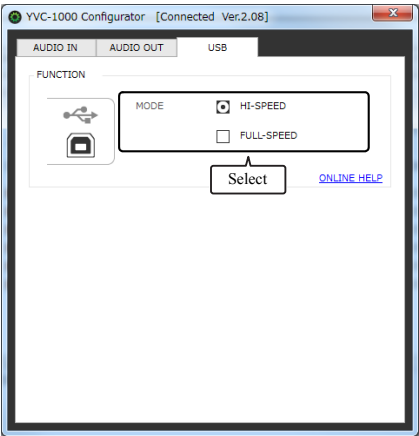 YVC-1000 Configurator [Connected Ver.2.08]
AUDIO IN AUDIO OUT USB
FUNCTION
MODE HI-SPEED
FULL-SPEED
Select
ONLINE HELP